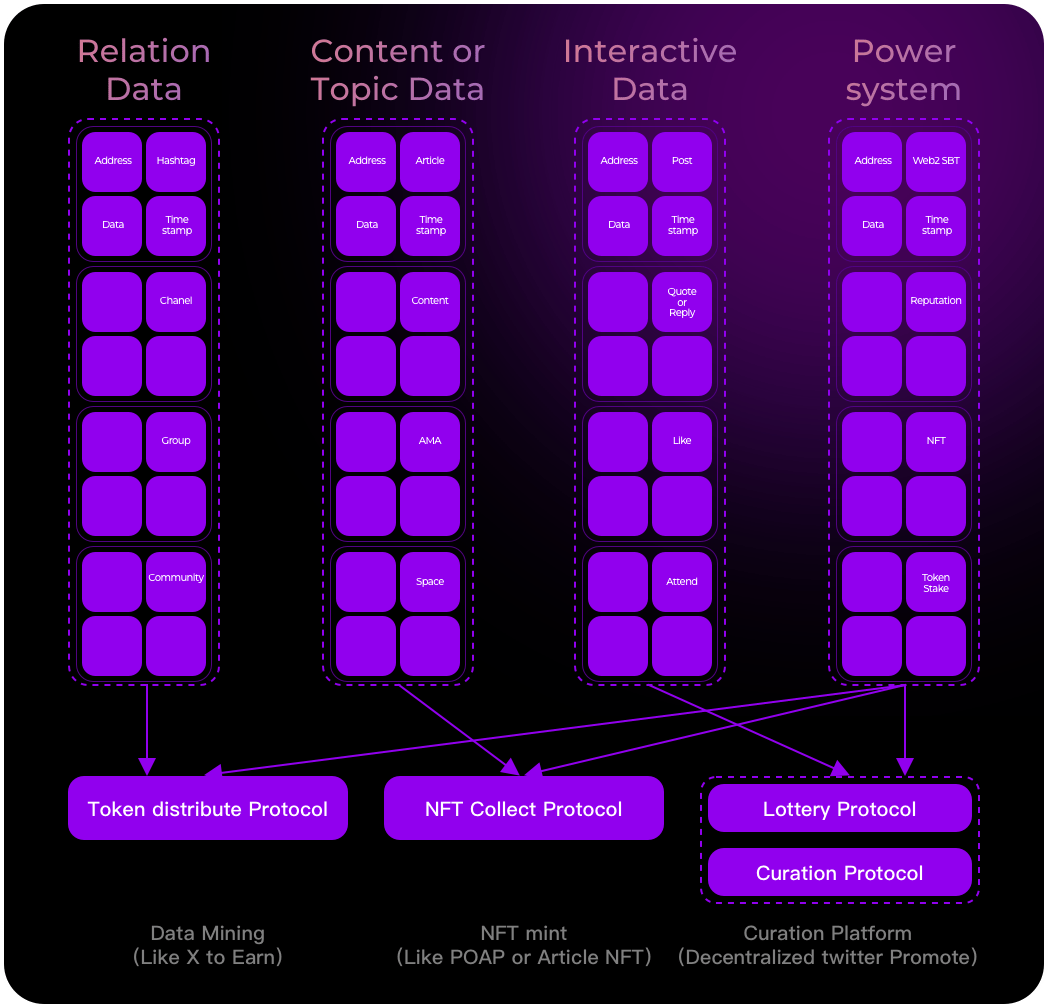 Relation
Data
Content or
Topic Data
Interactive
Data
Power
system
Address
Hashtag
Data
Time
stamp
Chanel
Group
Community
Address
Article
Data
Time
stamp
Content
AMA
Space
Address
Post
Data
Time
stamp
Quote
or
Reply
Like
Attend
Address
Web2 SBT
Data
Time
stamp
Reputation
NFT
Token
Stake
Token distribute Protocol
NFT Collect Protocol
Lottery Protocol
Curation Protocol
Data Mining
(Like X to Earn)
NFT mint
(Like POAP or Article NFT)
Curation Platform
(Decentralized twitter Promote)